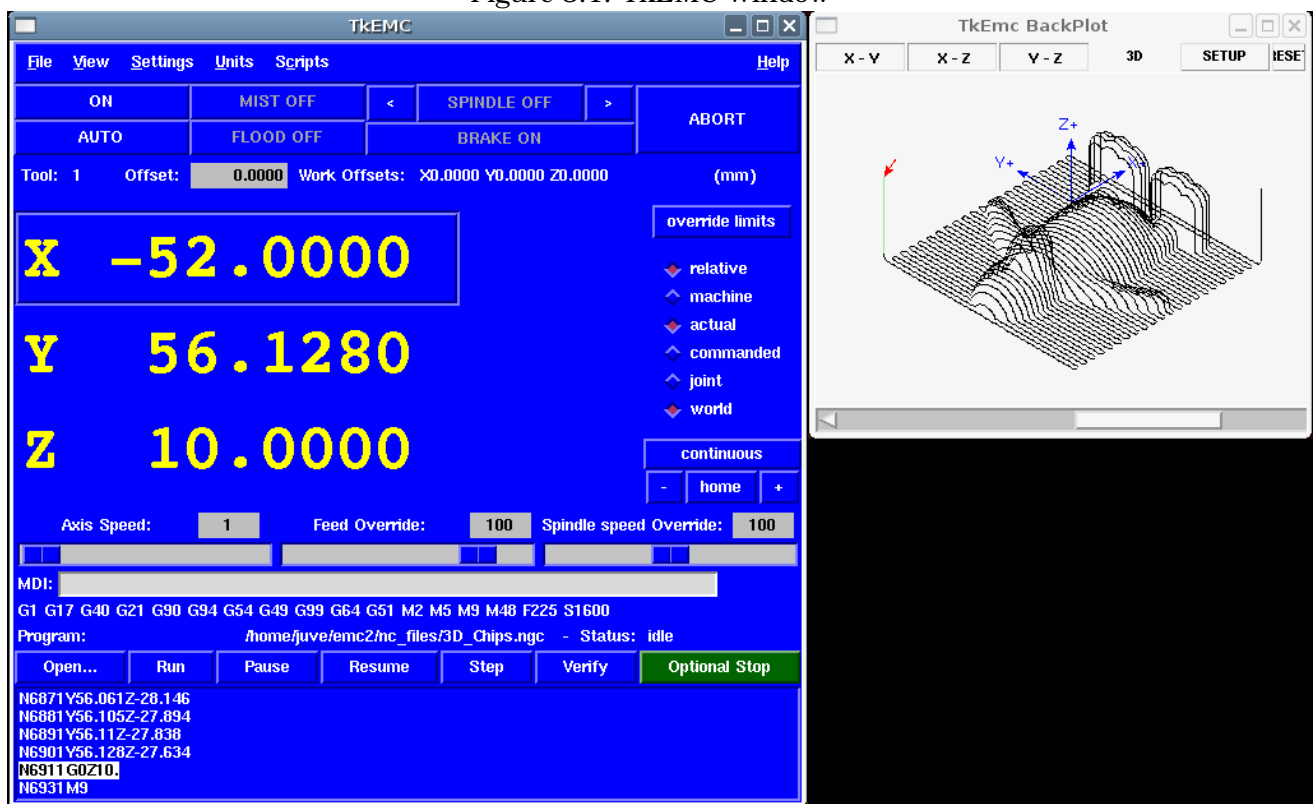 TkEMC
File View Settings Units Scripts Help
ON MIST OFF < SPINDLE OFF > ABORT
AUTO FLOOD OFF BRAKE ON
Tool: 1 Offset: 0.0000 Work Offsets: X0.0000 Y0.0000 Z0.0000 (mm)
override limits
X -52.0000
relative
machine
actual
Y 56.1280
commanded
joint
world
Z 10.0000
continuous
- home +
Axis Speed: 1 Feed Override: 100 Spindle speed Override: 100
MDI:
G1 G17 G40 G21 G90 G94 G54 G49 G99 G64 G51 M2 M5 M9 M48 F225 S1600
Program: /home/juve/emc2/nc_files/3D_Chips.ngc - Status: idle
Open... Run Pause Resume Step Verify Optional Stop
N6871Y56.061Z-28.146
N6881Y56.105Z-27.894
N6891Y56.11Z-27.838
N6901Y56.128Z-27.634
N6911G0Z10.
N6931M9
TkEmc BackPlot
X - Y X - Z Y - Z 3D SETUP
Z+
Y+ X+